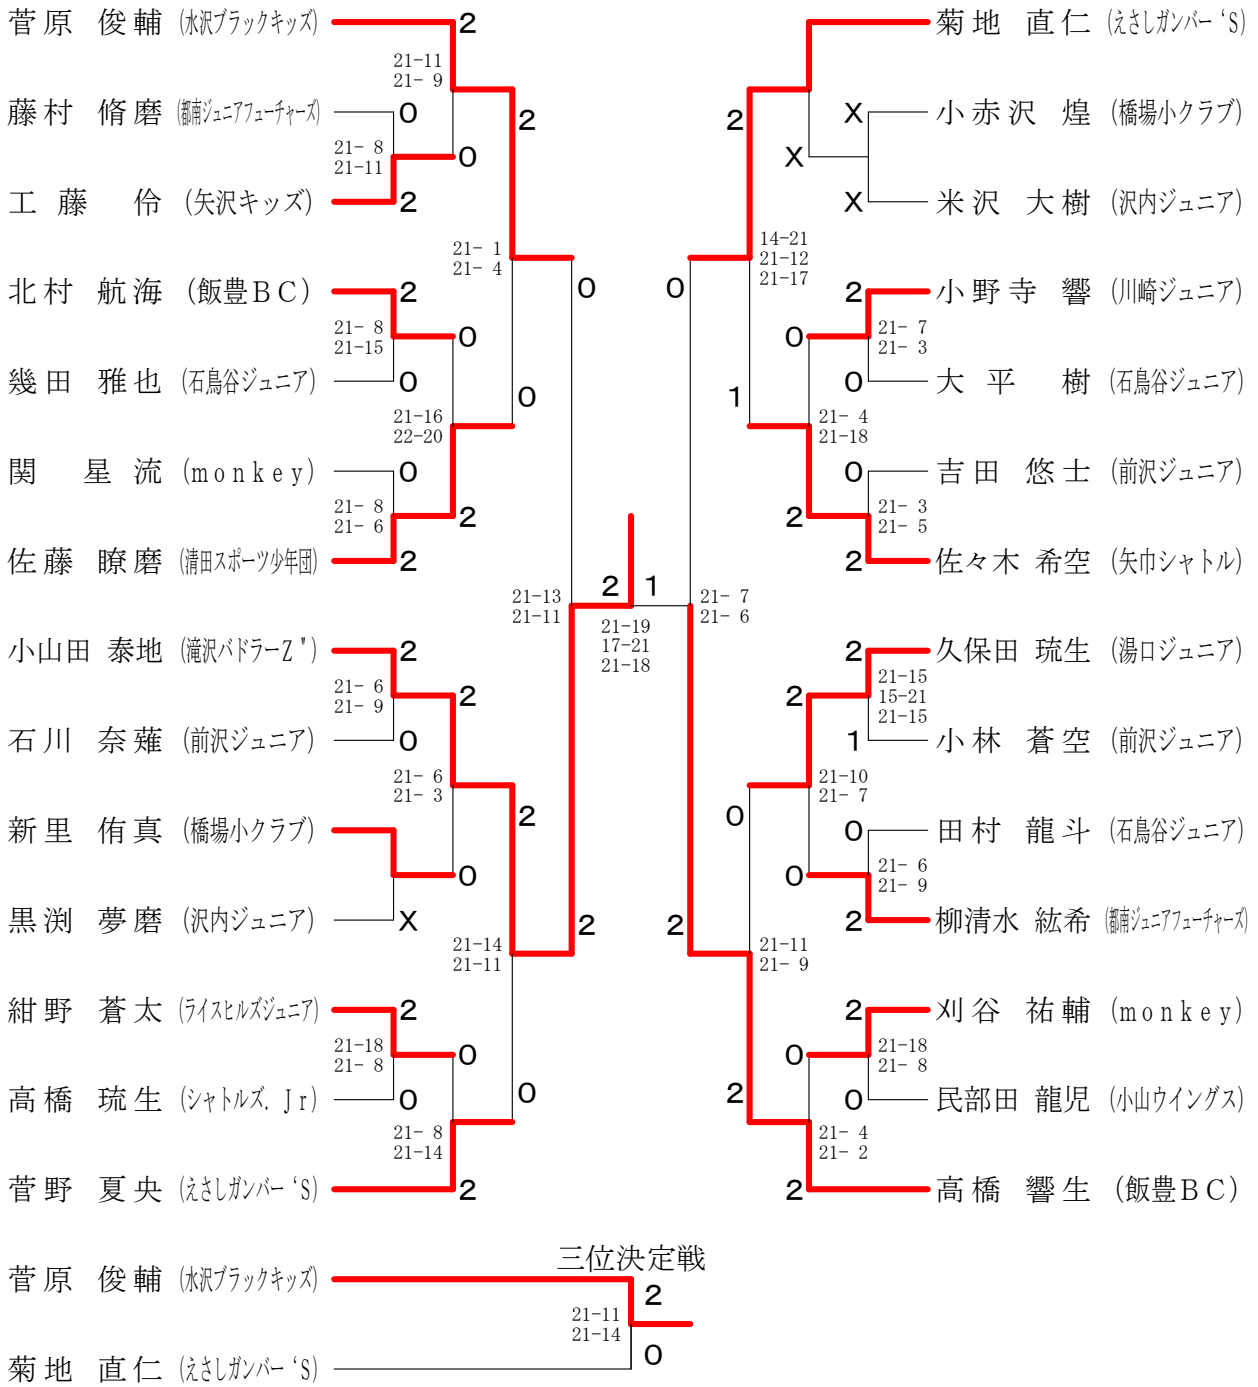 菅原 俊輔 (水沢ブラックキッズ) 2
21-11
21- 9
藤村 脩磨 (都南ジュニアフューチャーズ) 0
2
21- 8
21-11
0
工藤 伶 (矢沢キッズ) 2
21- 1
21- 4
0
北村 航海 (飯豊BC) 2
21- 8
21-15
0
幾田 雅也 (石鳥谷ジュニア) 0
0
21-16
22-20
関 星流 (monkey) 0
21- 8
21- 6
2
佐藤 瞭磨 (清田スポーツ少年団) 2
21-13
21-11
小山田 泰地 (滝沢バドラーZ") 2
21- 6
21- 9
2
石川 奈薙 (前沢ジュニア) 0
21- 6
21- 3
2
新里 侑真 (橋場小クラブ)
0
黒渕 夢磨 (沢内ジュニア) X
2
21-14
21-11
紺野 蒼太 (ライスヒルズジュニア) 2
21-18
21- 8
0
高橋 琉生 (シャトルズ.Jr) 0
0
21- 8
21-14
菅野 夏央 (えさしガンバー‘S) 2
2 1
21-19
17-21
21-18
菊地 直仁 (えさしガンバー‘S)
2
X 小赤沢 煌 (橋場小クラブ)
X
X 米沢 大樹 (沢内ジュニア)
14-21
21-12
21-17
0
2 小野寺 響 (川崎ジュニア)
0
21- 7
21- 3
0 大平 樹 (石鳥谷ジュニア)
1
21- 4
21-18
0 吉田 悠士 (前沢ジュニア)
2
21- 3
21- 5
2 佐々木 希空 (矢巾シャトル)
21- 7
21- 6
2 久保田 琉生 (湯口ジュニア)
2
21-15
15-21
21-15
1 小林 蒼空 (前沢ジュニア)
21-10
21- 7
0
0 田村 龍斗 (石鳥谷ジュニア)
0
21- 6
21- 9
2 柳清水 紘希 (都南ジュニアフューチャーズ)
2
21-11
21- 9
2 刈谷 祐輔 (monkey)
0
21-18
21- 8
2
0 民部田 龍児 (小山ウイングス)
21- 4
21- 2
2 高橋 響生 (飯豊BC)
三位決定戦
菅原 俊輔 (水沢ブラックキッズ)
2
21-11
21-14
0
菊地 直仁 (えさしガンバー‘S)